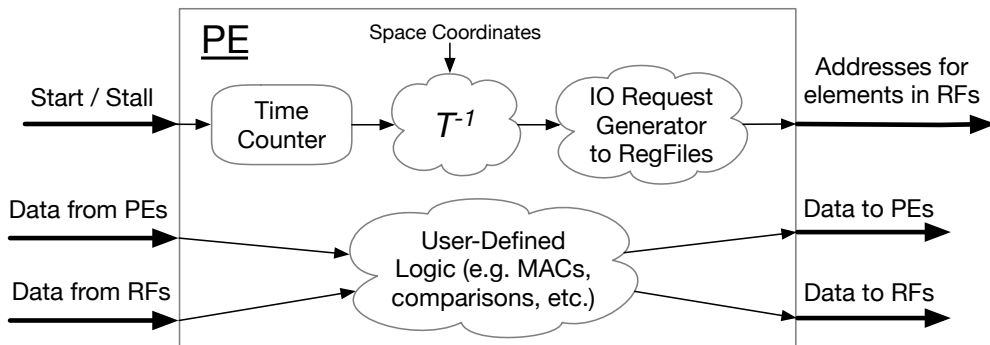 PE
Space Coordinates
Start / Stall
Time
Counter
T⁻¹
IO Request
Generator
to RegFiles
Addresses for
elements in RFs
Data from PEs
Data from RFs
User-Defined
Logic (e.g. MACs,
comparisons, etc.)
Data to PEs
Data to RFs